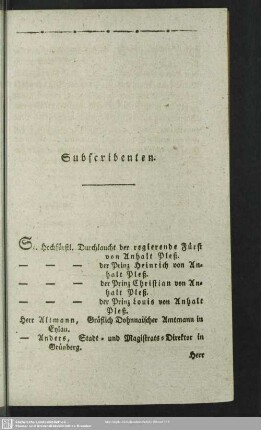 Subscribenten.
Se. Hochfürstl. Durchlaucht der regierende Fürst
von Anhalt Pleß.
— — — der Prinz Heinrich von An-
halt Pleß.
— — — der Prinz Christian von An-
halt Pleß.
— — — der Prinz Louis von Anhalt
Pleß.
Herr Altmann, Gräflich Dohnaischer Amtmann in
Eylau.
— Anders, Stadt- und Magistrats-Direktor in
Grünberg.
Herr